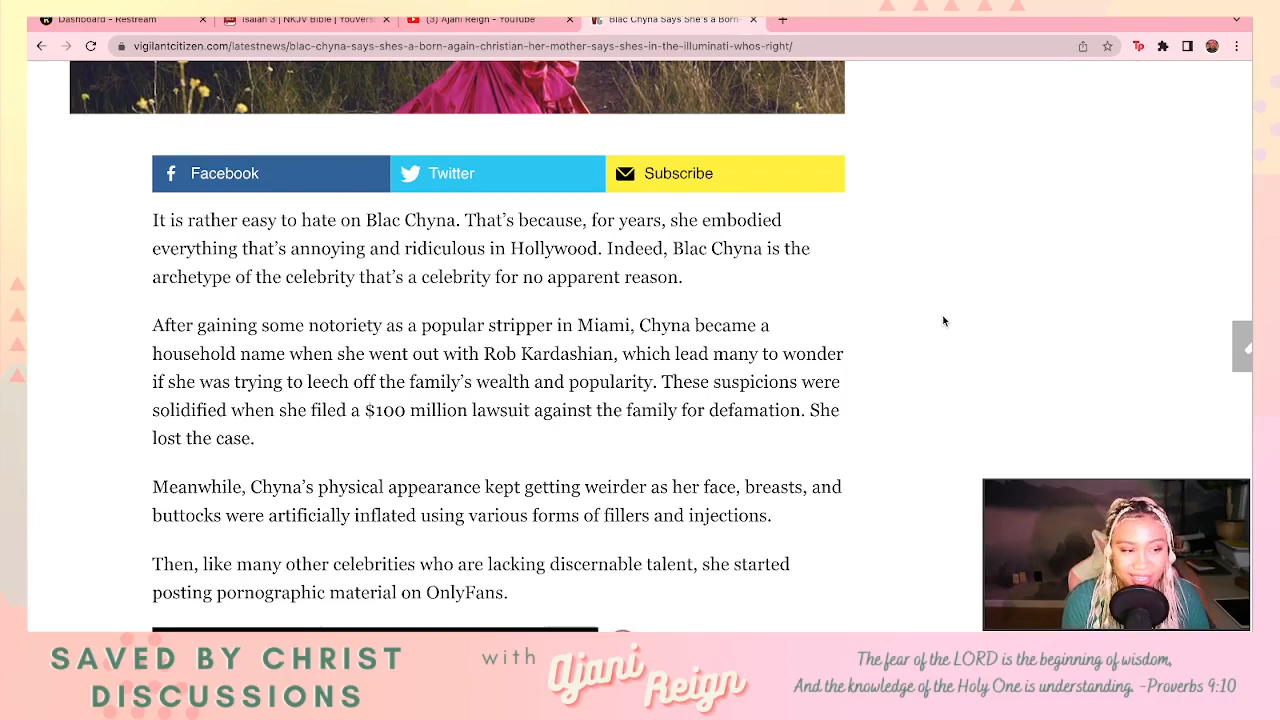 Dashboard - Restream
Isaiah 3 | NKJV Bible | YouVers
(3) Ajani Reign - YouTube
Blac Chyna Says She's a Born-
vigilantcitizen.com/latestnews/blac-chyna-says-shes-a-born-again-christian-her-mother-says-shes-in-the-illuminati-whos-right/
Facebook
Twitter
Subscribe
It is rather easy to hate on Blac Chyna. That's because, for years, she embodied
everything that's annoying and ridiculous in Hollywood. Indeed, Blac Chyna is the
archetype of the celebrity that's a celebrity for no apparent reason.
After gaining some notoriety as a popular stripper in Miami, Chyna became a
household name when she went out with Rob Kardashian, which lead many to wonder
if she was trying to leech off the family's wealth and popularity. These suspicions were
solidified when she filed a $100 million lawsuit against the family for defamation. She
lost the case.
Meanwhile, Chyna's physical appearance kept getting weirder as her face, breasts, and
buttocks were artificially inflated using various forms of fillers and injections.
Then, like many other celebrities who are lacking discernable talent, she started
posting pornographic material on OnlyFans.
SAVED BY CHRIST
DISCUSSIONS
with
Ajani
Reign
The fear of the LORD is the beginning of wisdom,
And the knowledge of the Holy One is understanding. -Proverbs 9:10